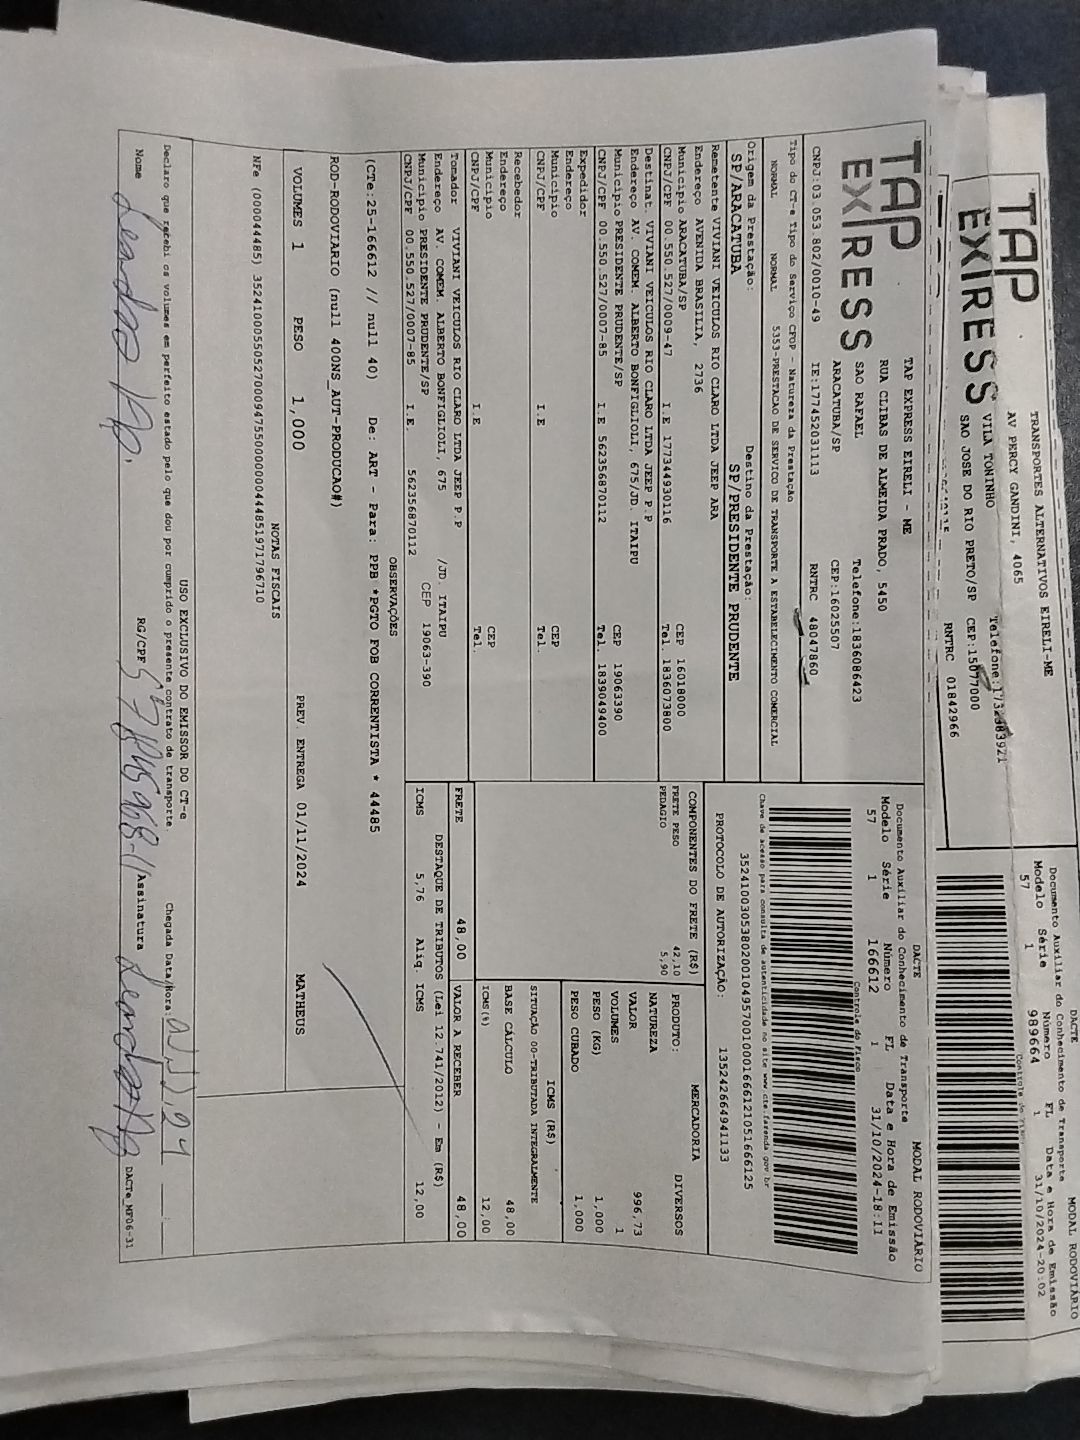 TAP
EXPRESS
TRANSPORTES ALTERNATIVOS EIRELI-ME
AV PERCY GANDINI, 4065
VILA TONINHO
SAO JOSE DO RIO PRETO/SP CEP:15077000
RNTRC 01842966
DACTE MODAL RODOVIÁRIO
Documento Auxiliar do Conhecimento de Transporte
Modelo Série Número FL Data e Hora de Emissão
57 1 989664 1 31/10/2024-20:02
TAP
EXPRESS
TAP EXPRESS EIRELI - ME
RUA CLIBAS DE ALMEIDA PRADO, 5450
SAO RAFAEL Telefone:1836086423
ARACATUBA/SP CEP:16025507
CNPJ:03.053.802/0010-49 IE:177452031113 RNTRC 48047860
DACTE MODAL RODOVIÁRIO
Documento Auxiliar do Conhecimento de Transporte
Modelo Série Número FL Data e Hora de Emissão
57 1 166612 1 31/10/2024-18:11
Controle do Fisco
Chave de acesso para consulta de autenticidade no site www.cte.fazenda.gov.br
35241003053802001049570010001666121051666125
PROTOCOLO DE AUTORIZAÇÃO: 135242664941133
Tipo do CT-e Tipo do Serviço CFOP - Natureza da Prestação
NORMAL NORMAL 5353-PRESTACAO DE SERVICO DE TRANSPORTE A ESTABELECIMENTO COMERCIAL
Origem da Prestação: Destino da Prestação:
SP/ARACATUBA SP/PRESIDENTE PRUDENTE
Remetente VIVIANI VEICULOS RIO CLARO LTDA JEEP ARA
Endereço AVENIDA BRASILIA, 2736
Município ARACATUBA/SP CEP 16018000
CNPJ/CPF 00.550.527/0009-47 I.E 177344930116 Tel. 1836073800
Destinat. VIVIANI VEICULOS RIO CLARO LTDA JEEP P.P
Endereço AV. COMEM. ALBERTO BONFIGLIOLI, 675/JD. ITAIPU
Município PRESIDENTE PRUDENTE/SP CEP 19063390
CNPJ/CPF 00.550.527/0007-85 I.E 562356870112 Tel. 1839049400
Expedidor
Endereço
Município CEP
CNPJ/CPF I.E Tel.
Recebedor
Endereço
Município CEP
CNPJ/CPF I.E Tel.
Tomador VIVIANI VEICULOS RIO CLARO LTDA JEEP P.P
Endereço AV. COMEM. ALBERTO BONFIGLIOLI, 675 /JD. ITAIPU
Município PRESIDENTE PRUDENTE/SP CEP 19063-390
CNPJ/CPF 00.550.527/0007-85 I.E. 562356870112
COMPONENTES DO FRETE (R$)
FRETE PESO 42,10
PEDAGIO 5,90
PRODUTO: MERCADORIA DIVERSOS
NATUREZA
VALOR 996,73
VOLUMES 1
PESO (KG) 1,000
PESO CUBADO 1,000
ICMS (R$)
SITUAÇÃO 00-TRIBUTADA INTEGRALMENTE
BASE CÁLCULO 48,00
ICMS(%) 12,00
FRETE 48,00 VALOR A RECEBER 48,00
DESTAQUE DE TRIBUTOS (Lei 12.741/2012) - Em (R$)
ICMS 5,76 Aliq. ICMS 12,00
OBSERVAÇÕES
(CTe:25-166612 // null 40) De: ART - Para: PPB *PGTO FOB CORRENTISTA * 44485
ROD-RODOVIARIO (null 400NS_AUT-PRODUCAO#)
VOLUMES 1 PESO 1,000 PREV. ENTREGA 01/11/2024 MATHEUS
NOTAS FISCAIS
NFe (000044485) 35241000550527000947550000000444851971796710
USO EXCLUSIVO DO EMISSOR DO CT-e
Declaro que recebi os volumes em perfeito estado pelo que dou por cumprido o presente contrato de transporte Chegada Data/Hora:
Nome RG/CPF Assinatura
DACTe_MF06-31